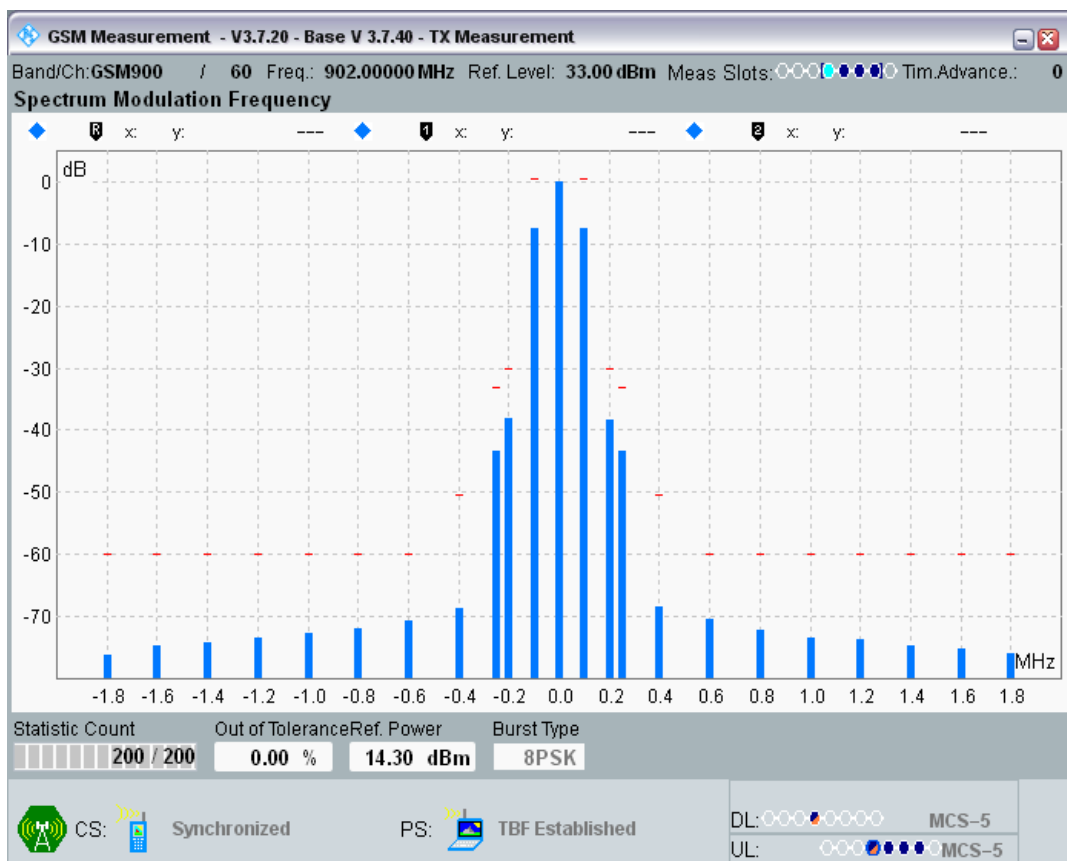 GSM Measurement - V3.7.20 - Base V 3.7.40 - TX Measurement
Band/Ch:GSM900 / 60 Freq.: 902.00000 MHz Ref. Level: 33.00 dBm Meas Slots: Tim.Advance.: 0
Spectrum Modulation Frequency
R x: y: --- 1 x: y: --- 2 x: y: ---
dB
0
-10
-20
-30
-40
-50
-60
-70
MHz
-1.8 -1.6 -1.4 -1.2 -1.0 -0.8 -0.6 -0.4 -0.2 0.0 0.2 0.4 0.6 0.8 1.0 1.2 1.4 1.6 1.8
Statistic Count Out of Tolerance Ref. Power Burst Type
200 / 200 0.00 % 14.30 dBm 8PSK
CS: Synchronized PS: TBF Established
DL: MCS-5
UL: MCS-5